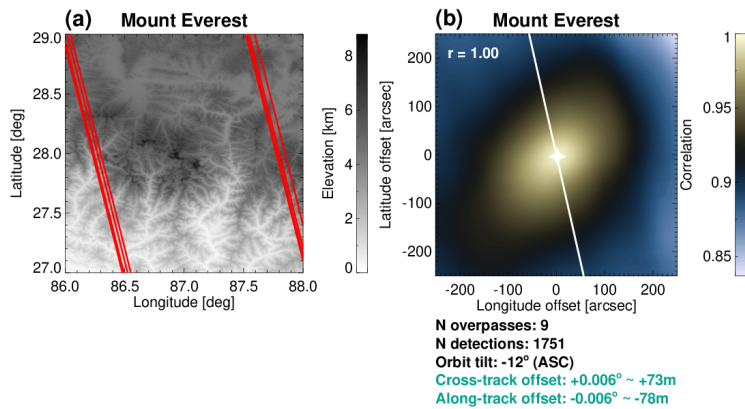 (a) Mount Everest
29.0
28.5
28.0
27.5
27.0
Latitude [deg]
86.0 86.5 87.0 87.5 88.0
Longitude [deg]
8
6
4
2
0
Elevation [km]
(b) Mount Everest
r = 1.00
200
100
0
-100
-200
Latitude offset [arcsec]
-200 -100 0 100 200
Longitude offset [arcsec]
1
0.95
0.9
0.85
Correlation
N overpasses: 9
N detections: 1751
Orbit tilt: -12° (ASC)
Cross-track offset: +0.006° ~ +73m
Along-track offset: -0.006° ~ -78m